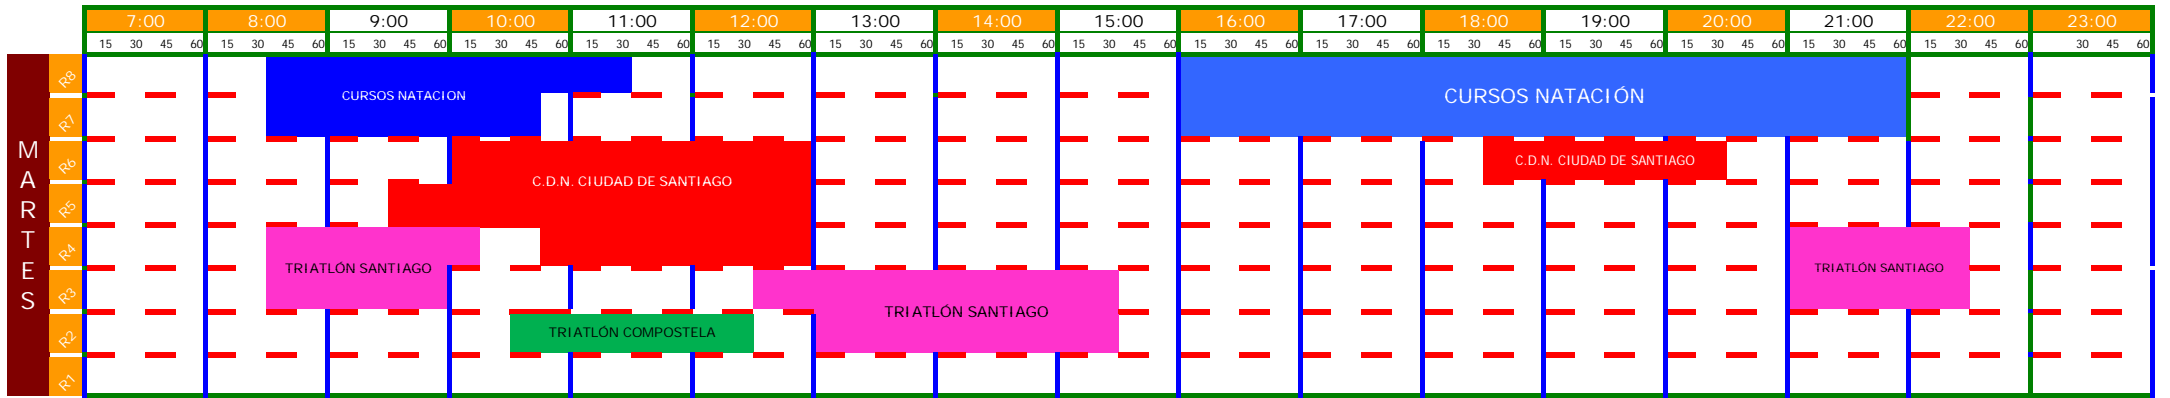 7:00 8:00 9:00 10:00 11:00 12:00 13:00 14:00 15:00 16:00 17:00 18:00 19:00 20:00 21:00 22:00 23:00
15 30 45 60 15 30 45 60 15 30 45 60 15 30 45 60 15 30 45 60 15 30 45 60 15 30 45 60 15 30 45 60 15 30 45 60 15 30 45 60 15 30 45 60 15 30 45 60 15 30 45 60 15 30 45 60 15 30 45 60 15 30 45 60 30 45 60
MARTES
R8
CURSOS NATACION
CURSOS NATACIÓN
R7
R6
C.D.N. CIUDAD DE SANTIAGO
C.D.N. CIUDAD DE SANTIAGO
R5
R4
TRIATLÓN SANTIAGO
TRIATLÓN SANTIAGO
R3
TRIATLÓN SANTIAGO
R2
TRIATLÓN COMPOSTELA
R1